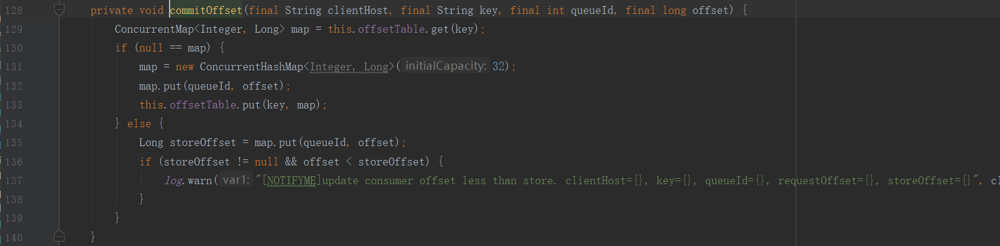 128 private void commitOffset(final String clientHost, final String key, final int queueId, final long offset) {
129 ConcurrentMap<Integer, Long> map = this.offsetTable.get(key);
130 if (null == map) {
131 map = new ConcurrentHashMap<Integer, Long>( initialCapacity: 32);
132 map.put(queueId, offset);
133 this.offsetTable.put(key, map);
134 } else {
135 Long storeOffset = map.put(queueId, offset);
136 if (storeOffset != null && offset < storeOffset) {
137 log.warn( var1: "[NOTIFYME]update consumer offset less than store. clientHost={}, key={}, queueId={}, requestOffset={}, storeOffset={}", cl
138 }
139 }
140 }